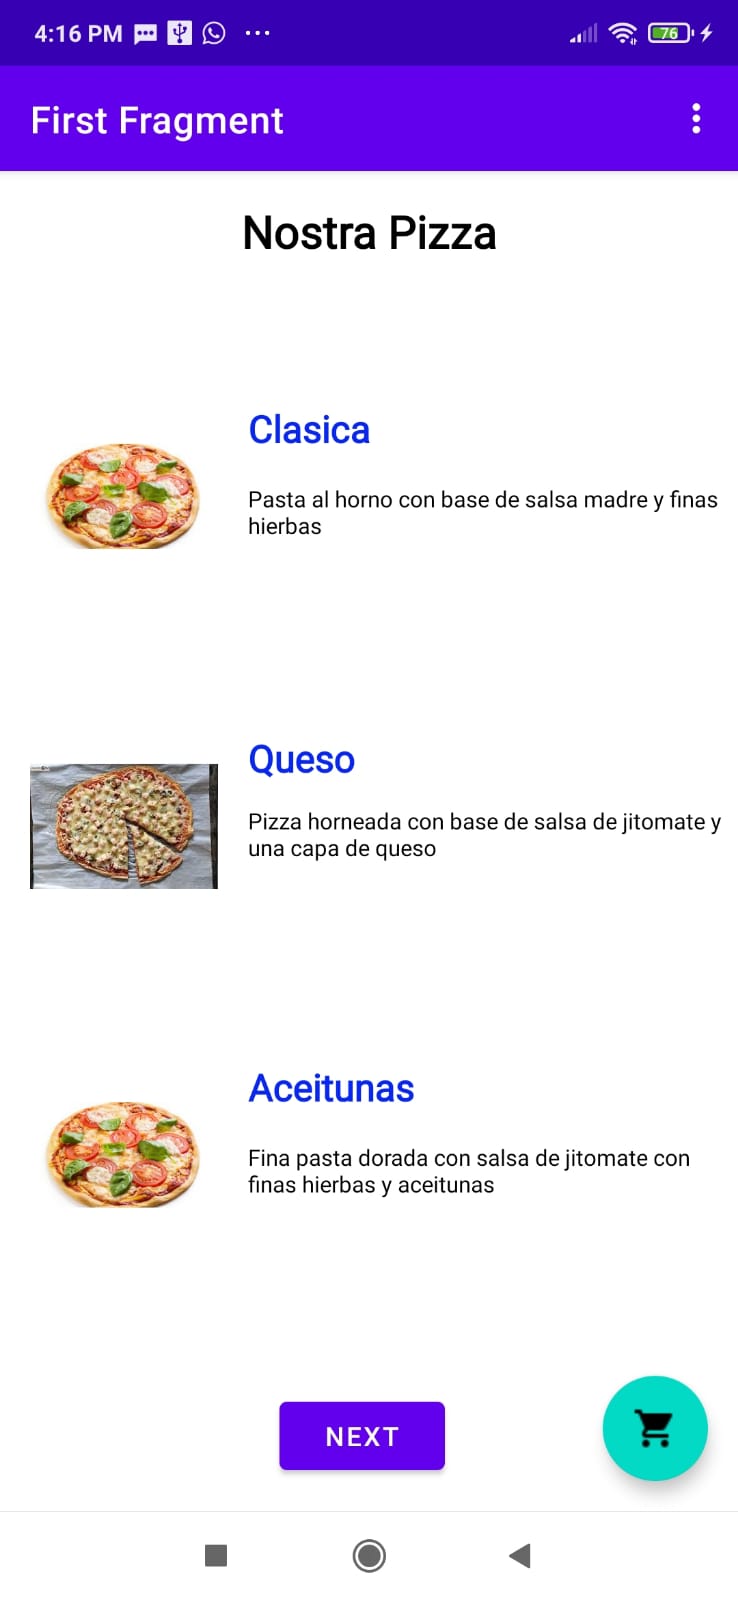 4:16 PM
76
First Fragment
Nostra Pizza
Clasica
Pasta al horno con base de salsa madre y finas
hierbas
Queso
Pizza horneada con base de salsa de jitomate y
una capa de queso
Aceitunas
Fina pasta dorada con salsa de jitomate con
finas hierbas y aceitunas
NEXT